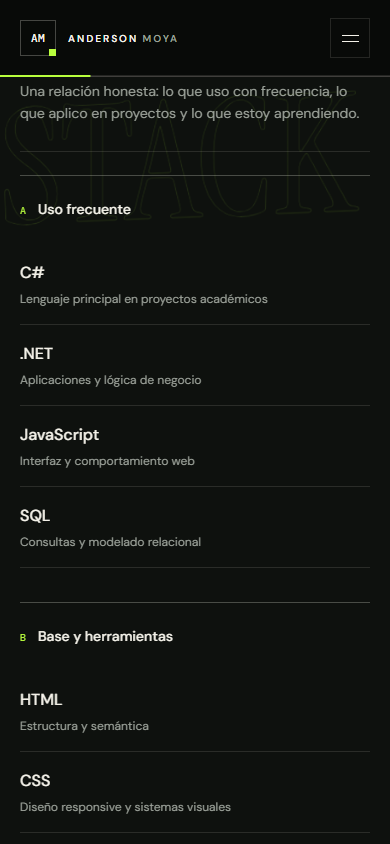 AM
ANDERSON MOYA
Una relación honesta: lo que uso con frecuencia, lo
que aplico en proyectos y lo que estoy aprendiendo.
STACK
A Uso frecuente
C#
Lenguaje principal en proyectos académicos
.NET
Aplicaciones y lógica de negocio
JavaScript
Interfaz y comportamiento web
SQL
Consultas y modelado relacional
B Base y herramientas
HTML
Estructura y semántica
CSS
Diseño responsive y sistemas visuales